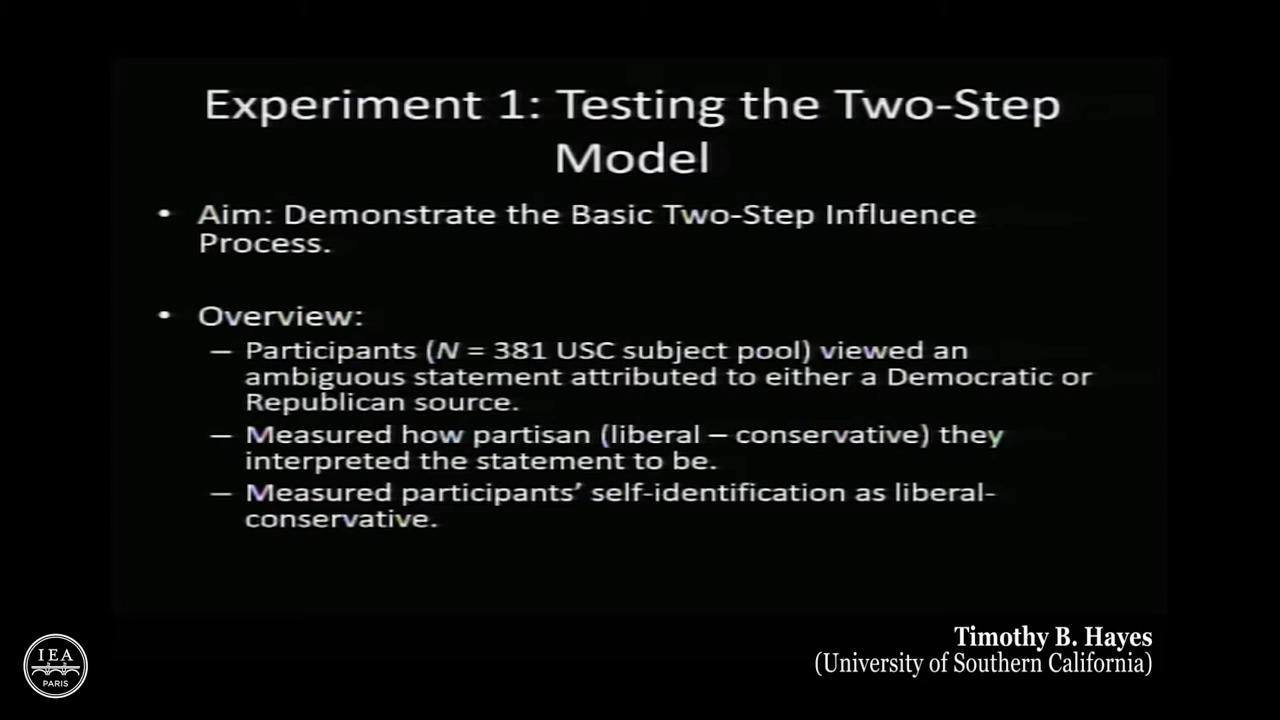 Experiment 1: Testing the Two-Step
Model
• Aim: Demonstrate the Basic Two-Step Influence
Process.
• Overview:
– Participants (N = 381 USC subject pool) viewed an
ambiguous statement attributed to either a Democratic or
Republican source.
– Measured how partisan (liberal – conservative) they
interpreted the statement to be.
– Measured participants’ self-identification as liberal-
conservative.
Timothy B. Hayes
(University of Southern California)
IEA
PARIS